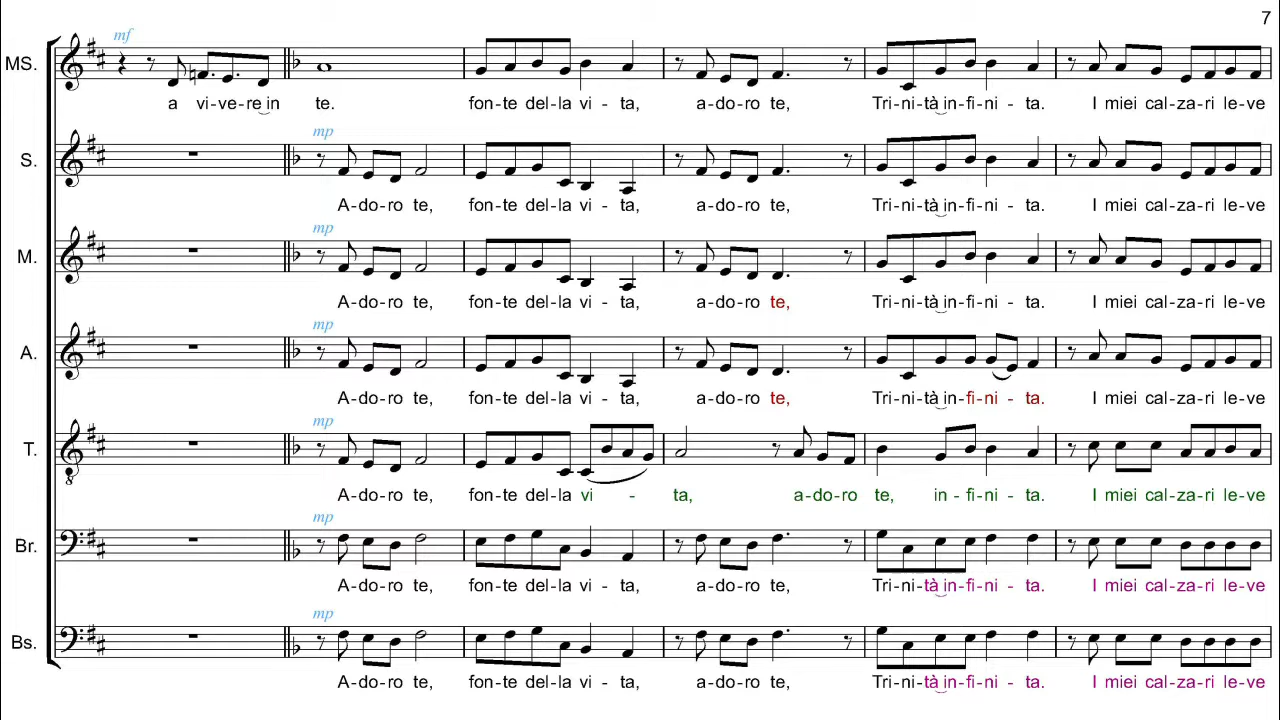 7
mf
MS.
a vi-ve-re in te. fon-te del-la vi-ta, a-do-ro te, Tri-ni-tà in-fi-ni-ta. I miei cal-za-ri le-ve
mp
S.
A-do-ro te, fon-te del-la vi-ta, a-do-ro te, Tri-ni-tà in-fi-ni-ta. I miei cal-za-ri le-ve
mp
M.
A-do-ro te, fon-te del-la vi-ta, a-do-ro te, Tri-ni-tà in-fi-ni-ta. I miei cal-za-ri le-ve
mp
A.
A-do-ro te, fon-te del-la vi-ta, a-do-ro te, Tri-ni-tà in-fi-ni-ta. I miei cal-za-ri le-ve
mp
T.
8
A-do-ro te, fon-te del-la vi-ta, a-do-ro te, in-fi-ni-ta. I miei cal-za-ri le-ve
mp
Br.
A-do-ro te, fon-te del-la vi-ta, a-do-ro te, Tri-ni-tà in-fi-ni-ta. I miei cal-za-ri le-ve
mp
Bs.
A-do-ro te, fon-te del-la vi-ta, a-do-ro te, Tri-ni-tà in-fi-ni-ta. I miei cal-za-ri le-ve